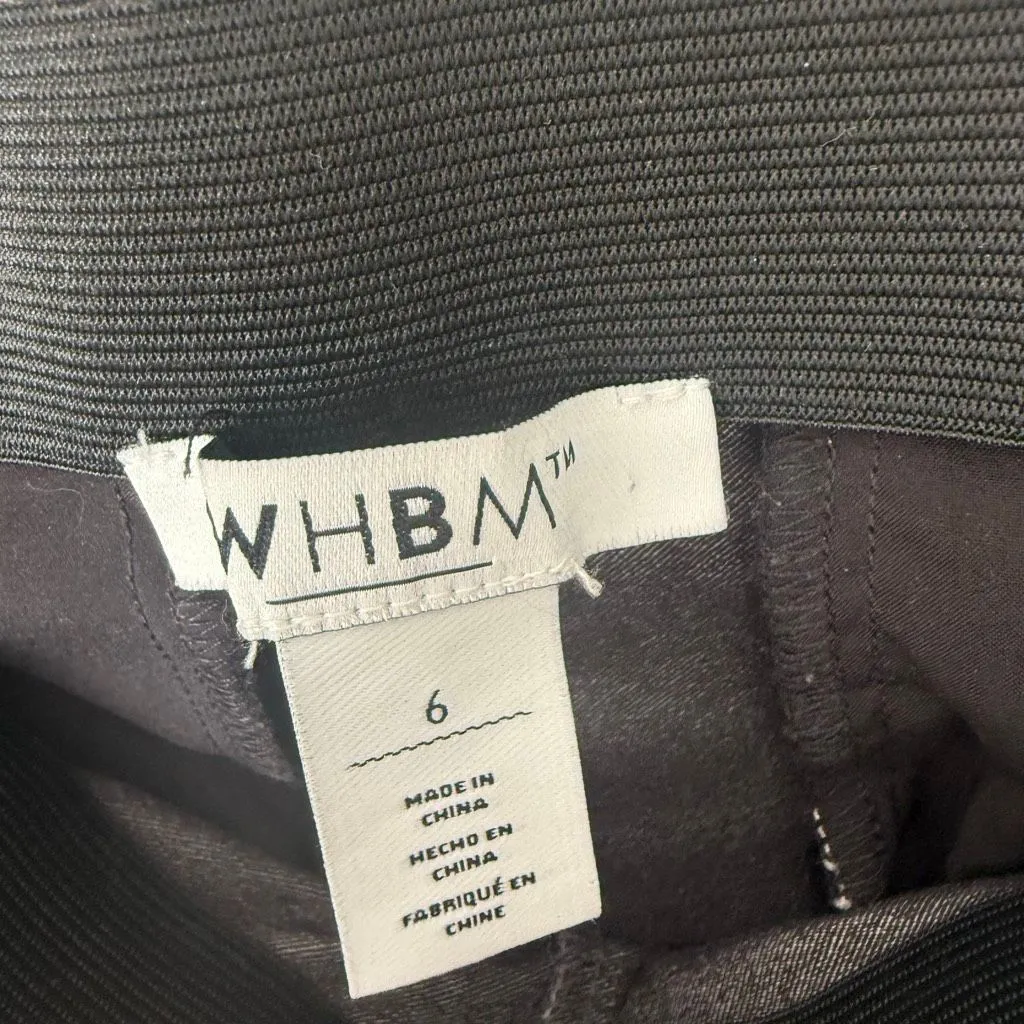 WHBM™
6
MADE IN
CHINA
HECHO EN
CHINA
FABRIQUÉ EN
CHINE